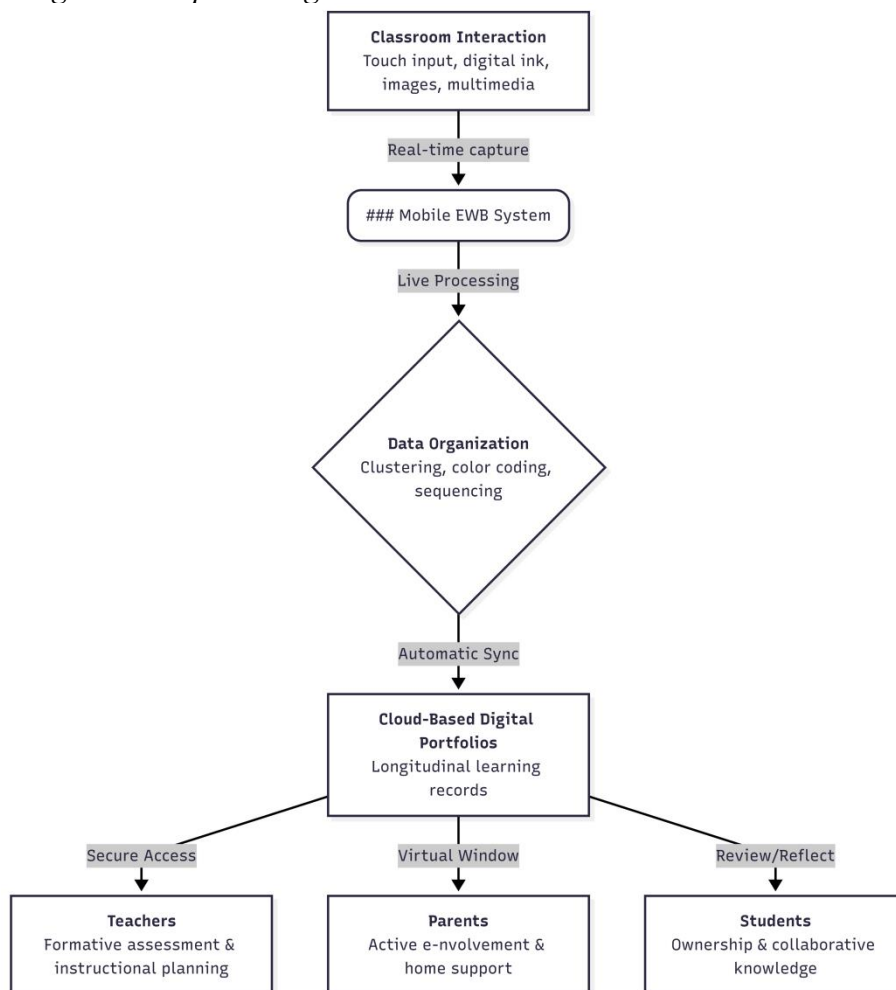 Classroom Interaction
Touch input, digital ink,
images, multimedia
Real-time capture
### Mobile EWB System
Live Processing
Data Organization
Clustering, color coding,
sequencing
Automatic Sync
Cloud-Based Digital
Portfolios
Longitudinal learning
records
Secure Access
Virtual Window
Review/Reflect
Teachers
Formative assessment &
instructional planning
Parents
Active e-nvolvement &
home support
Students
Ownership & collaborative
knowledge